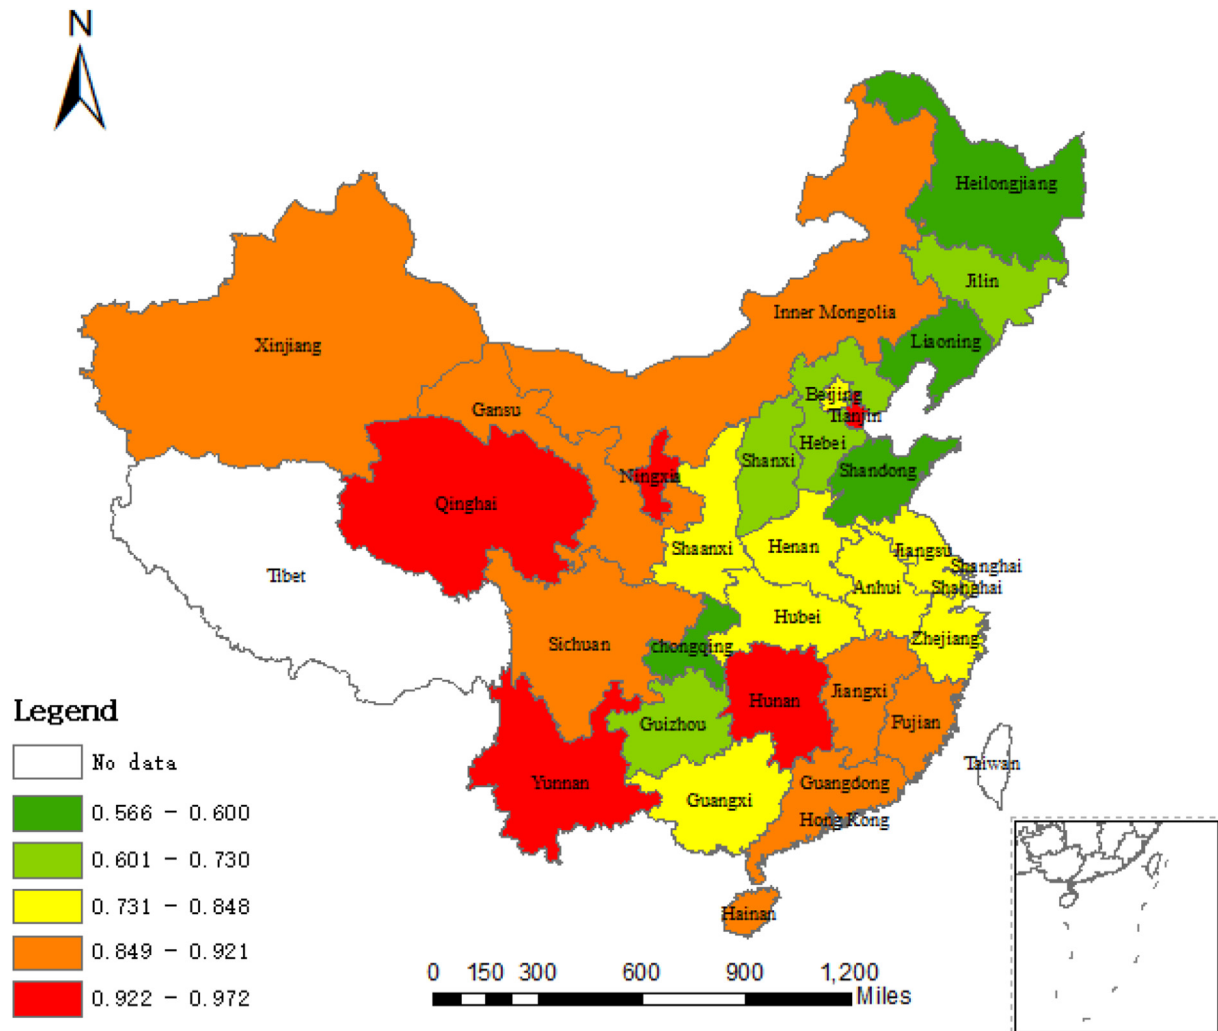 N
Heilongjiang
Jilin
Inner Mongolia
Liaoning
Xinjiang
Beijing
Gansu
Tianjin
Hebei
Shanxi
Shandong
Ningxia
Qinghai
Shaanxi
Henan
Jiangsu
Shanghai
Tibet
Anhui
Shanghai
Hubei
Zhejiang
Sichuan
chongqing
Jiangxi
Hunan
Guizhou
Fujian
Taiwan
Yunnan
Guangdong
Guangxi
Hong Kong
Hainan
Legend
No data
0.566 - 0.600
0.601 - 0.730
0.731 - 0.848
0.849 - 0.921
0.922 - 0.972
0 150 300 600 900 1,200
Miles